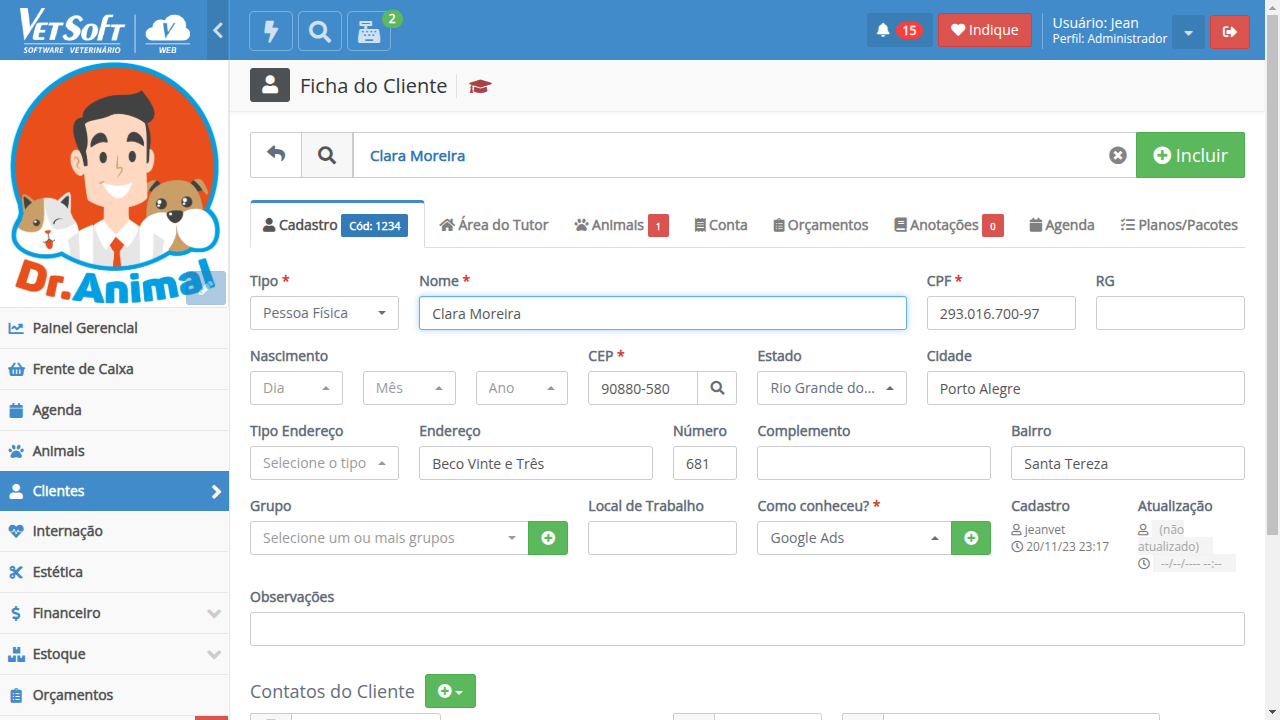 VETSOFT
SOFTWARE VETERINÁRIO
WEB
2
15
Indique
Usuário: Jean
Perfil: Administrador
Dr.Animal
Ficha do Cliente
Clara Moreira
Incluir
Cadastro Cód: 1234
Área do Tutor
Animais 1
Conta
Orçamentos
Anotações 0
Agenda
Planos/Pacotes
Tipo *
Nome *
CPF *
RG
Pessoa Física
Clara Moreira
293.016.700-97
Nascimento
CEP *
Estado
Cidade
Dia
Mês
Ano
90880-580
Rio Grande do...
Porto Alegre
Tipo Endereço
Endereço
Número
Complemento
Bairro
Selecione o tipo
Beco Vinte e Três
681
Santa Tereza
Grupo
Local de Trabalho
Como conheceu? *
Cadastro
Atualização
Selecione um ou mais grupos
Google Ads
jeanvet
20/11/23 23:17
(não
atualizado)
--/--/---- --:--
Observações
Contatos do Cliente
Painel Gerencial
Frente de Caixa
Agenda
Animais
Clientes
Internação
Estética
Financeiro
Estoque
Orçamentos